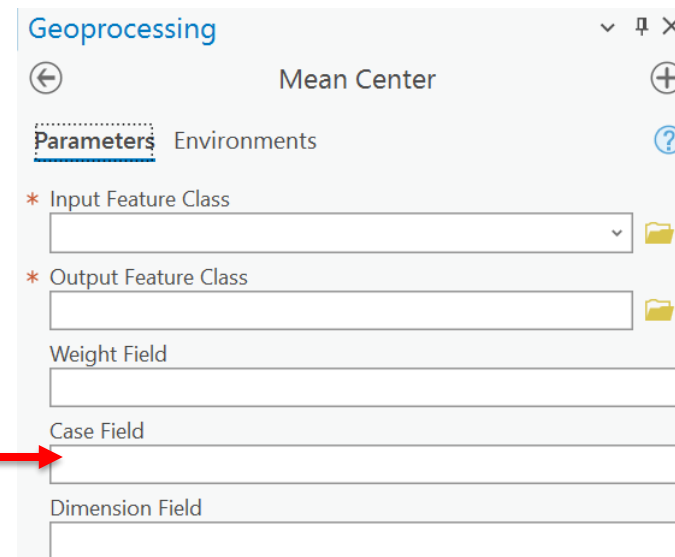 Geoprocessing
Mean Center
Parameters Environments
* Input Feature Class
* Output Feature Class
Weight Field
Case Field
Dimension Field